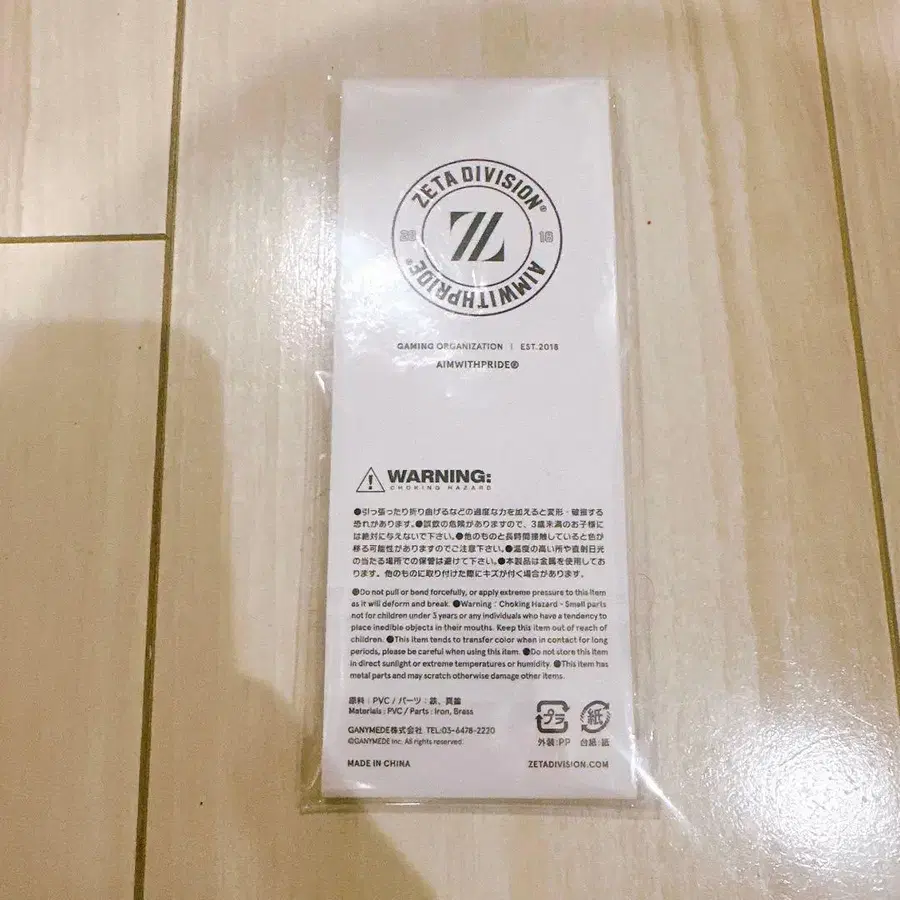 ZETA DIVISION®
20 18
AIMWITHPRIDE®
GAMING ORGANIZATION | EST.2018
AIMWITHPRIDE®
WARNING:
CHOKING HAZARD
●引っ張ったり折り曲げるなどの過度な力を加えると変形・破損する
恐れがあります。●誤飲の危険がありますので、3歳未満のお子様に
は絶対に与えないで下さい。●他のものと長時間接触していると色が
移る可能性がありますのでご注意下さい。●温度の高い所や直射日光
の当たる場所での保管は避けて下さい。●本製品は金属を使用してお
ります。他のものに取り付けた際にキズが付く場合があります。
●Do not pull or bend forcefully, or apply extreme pressure to this item
as it will deform and break. ●Warning : Choking Hazard - Small parts
not for children under 3 years or any individuals who have a tendency to
place inedible objects in their mouths. Keep this item out of reach of
children. ●This item tends to transfer color when in contact for long
periods, please be careful when using this item. ●Do not store this item
in direct sunlight or extreme temperatures or humidity. ●This item has
metal parts and may scratch otherwise damage other items.
原料 : PVC / パーツ : 鉄、真鍮
Materials : PVC / Parts : Iron, Brass
GANYMEDE株式会社 TEL:03-6478-2220
©GANYMEDE Inc. All rights reserved.
プラ 紙
外装:PP 台紙:紙
MADE IN CHINA ZETADIVISION.COM